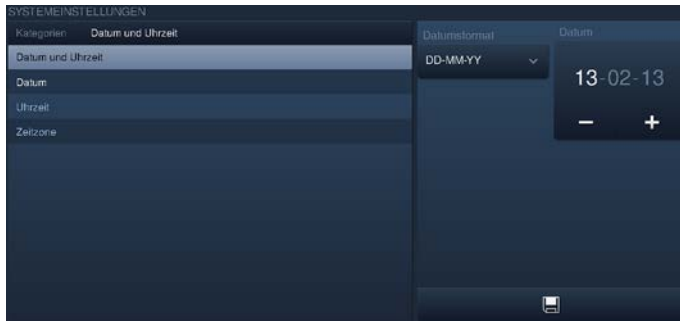 SYSTEMEINSTELLUNGEN
Kategorien Datum und Uhrzeit
Datum und Uhrzeit
Datum
Uhrzeit
Zeitzone
Datumsformat
DD-MM-YY
Datum
13-02-13
− +